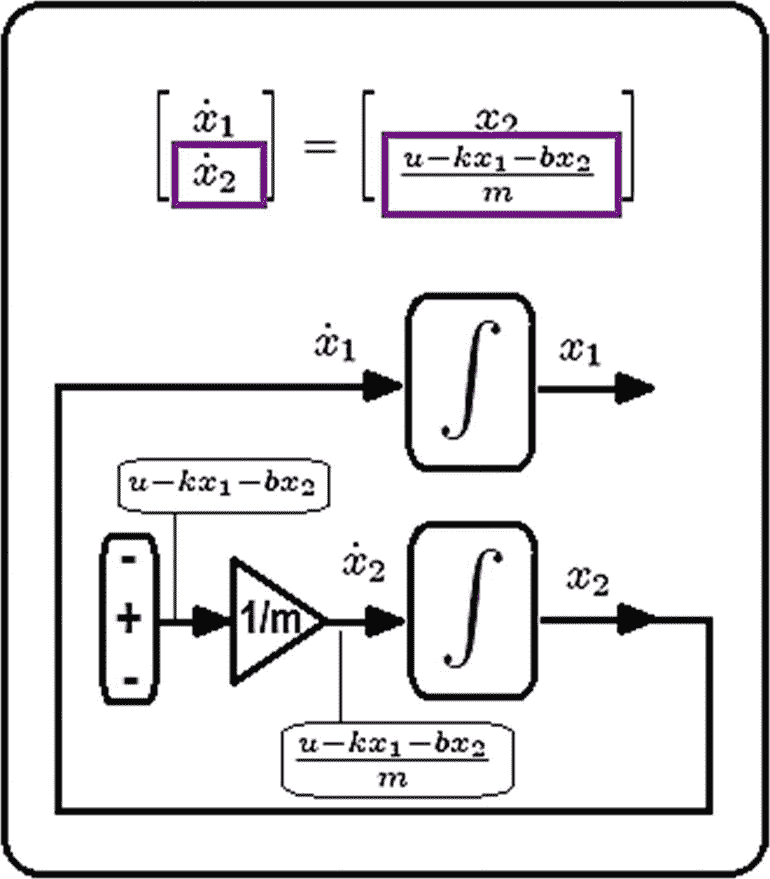 [ẋ₁] = [x₂]
[ẋ₂] = [(u−kx₁−bx₂)/m]
ẋ₁ ∫ x₁
u−kx₁−bx₂
-
+
-
1/m
ẋ₂ ∫ x₂
(u−kx₁−bx₂)/m